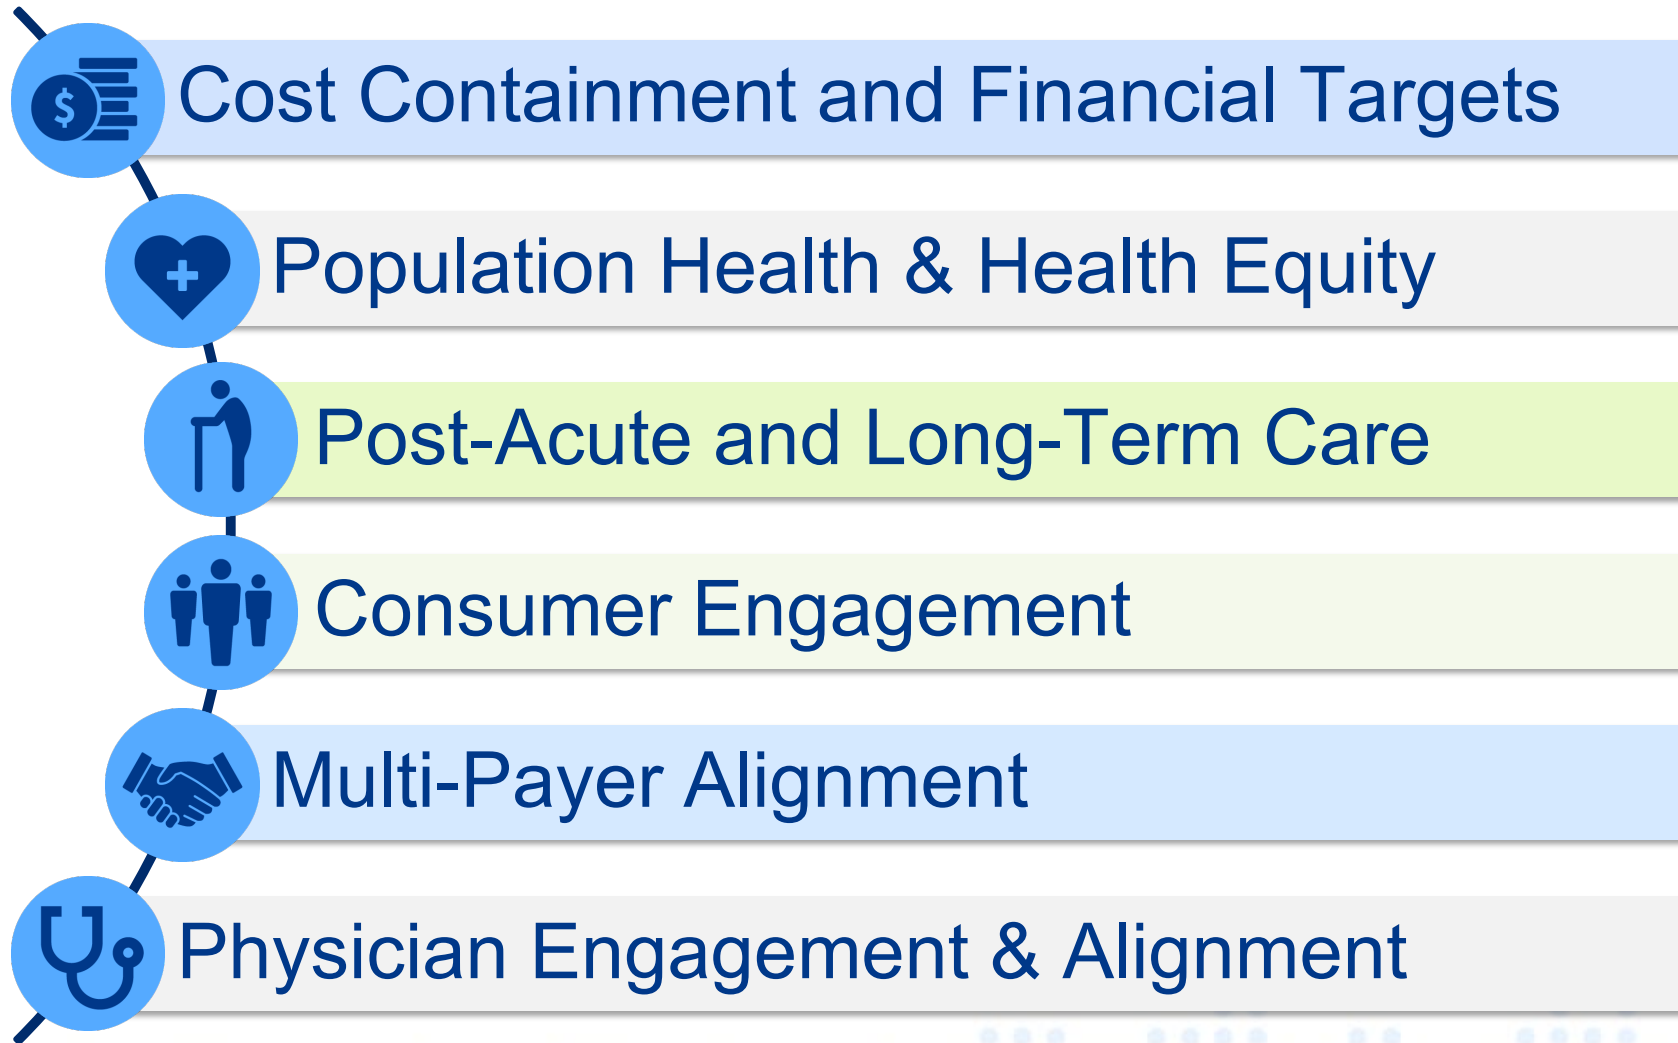 Cost Containment and Financial Targets
Population Health & Health Equity
Post-Acute and Long-Term Care
Consumer Engagement
Multi-Payer Alignment
Physician Engagement & Alignment